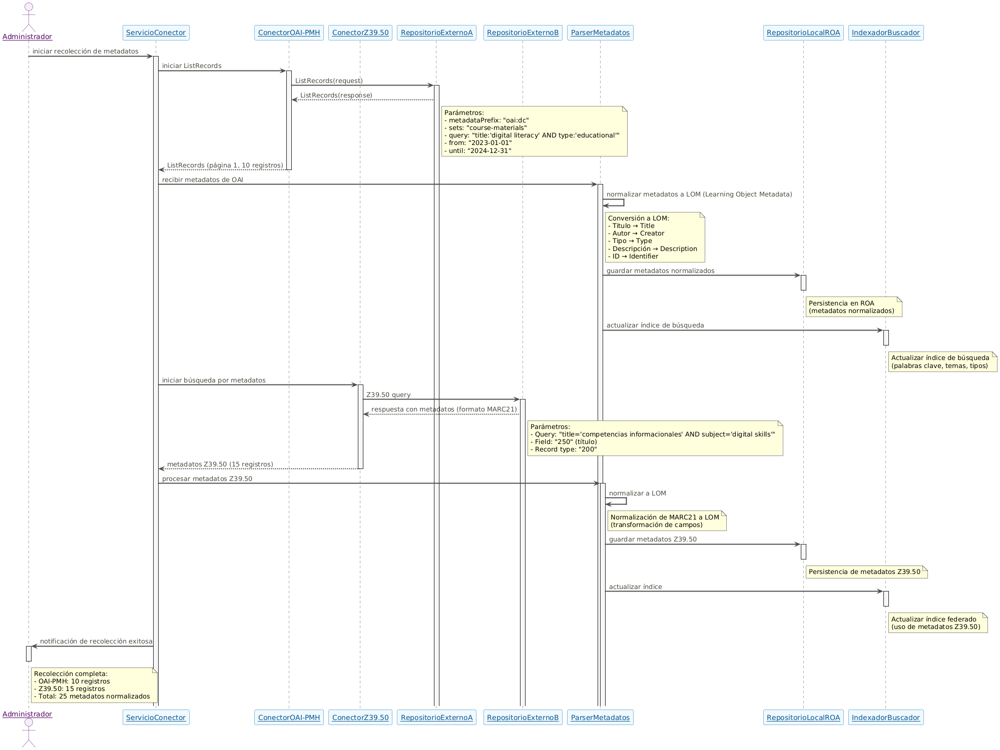 Administrador
ServicioConector
ConectorOAI-PMH
ConectorZ39.50
RepositorioExternoA
RepositorioExternoB
ParserMetadatos
RepositorioLocalROA
IndexadorBuscador
iniciar recolección de metadatos
iniciar ListRecords
ListRecords(request)
ListRecords(response)
Parámetros:
- metadataPrefix: "oai:dc"
- sets: "course-materials"
- query: "title:'digital literacy' AND type:'educational'"
- from: "2023-01-01"
- until: "2024-12-31"
ListRecords (página 1, 10 registros)
recibir metadatos de OAI
normalizar metadatos a LOM (Learning Object Metadata)
Conversión a LOM:
- Titulo → Title
- Autor → Creator
- Tipo → Type
- Descripción → Description
- ID → Identifier
guardar metadatos normalizados
Persistencia en ROA
(metadatos normalizados)
actualizar índice de búsqueda
Actualizar índice de búsqueda
(palabras clave, temas, tipos)
iniciar búsqueda por metadatos
Z39.50 query
respuesta con metadatos (formato MARC21)
Parámetros:
- Query: "title='competencias informacionales' AND subject='digital skills'"
- Field: "250" (título)
- Record type: "200"
metadatos Z39.50 (15 registros)
procesar metadatos Z39.50
normalizar a LOM
Normalización de MARC21 a LOM
(transformación de campos)
guardar metadatos Z39.50
Persistencia de metadatos Z39.50
actualizar índice
Actualizar índice federado
(uso de metadatos Z39.50)
notificación de recolección exitosa
Recolección completa:
- OAI-PMH: 10 registros
- Z39.50: 15 registros
- Total: 25 metadatos normalizados
Administrador
ServicioConector
ConectorOAI-PMH
ConectorZ39.50
RepositorioExternoA
RepositorioExternoB
ParserMetadatos
RepositorioLocalROA
IndexadorBuscador